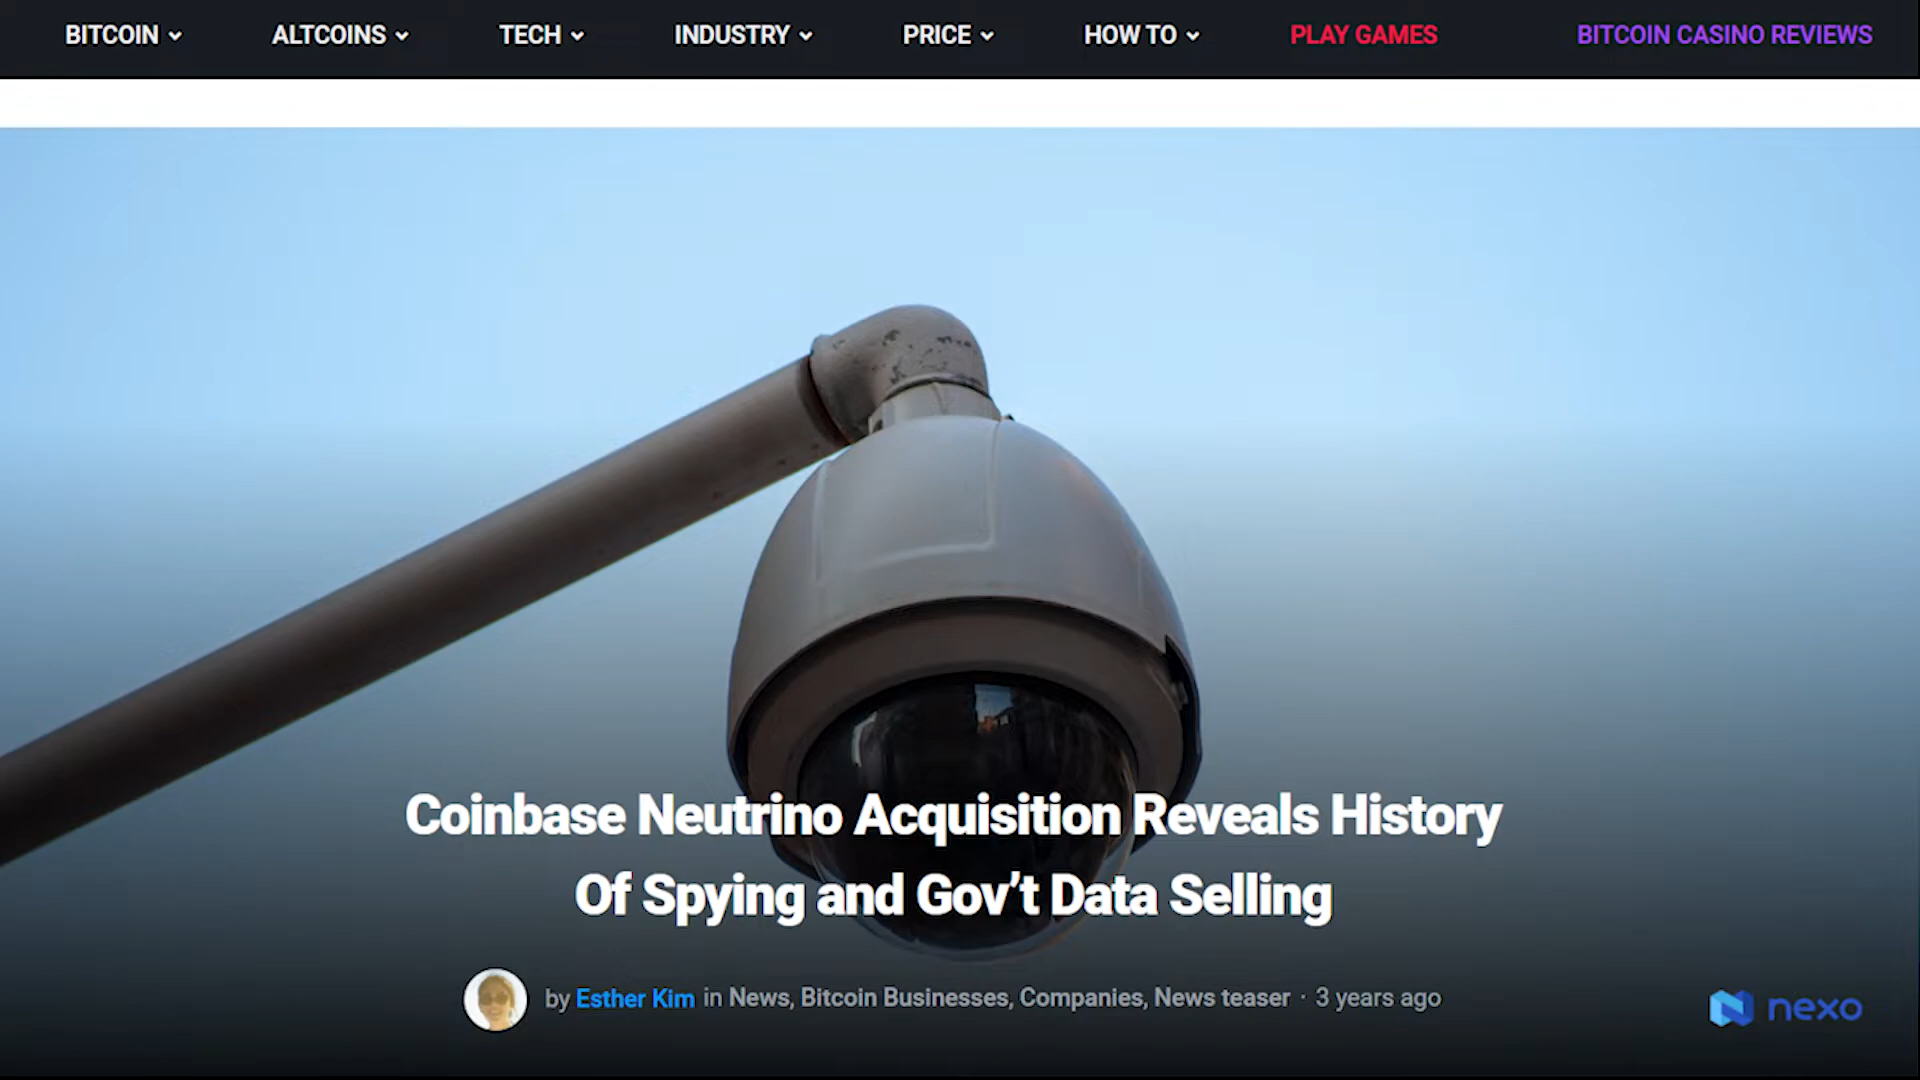 BITCOIN ALTCOINS TECH INDUSTRY PRICE HOW TO PLAY GAMES BITCOIN CASINO REVIEWS
Coinbase Neutrino Acquisition Reveals History
Of Spying and Gov’t Data Selling
by Esther Kim in News, Bitcoin Businesses, Companies, News teaser · 3 years ago
nexo